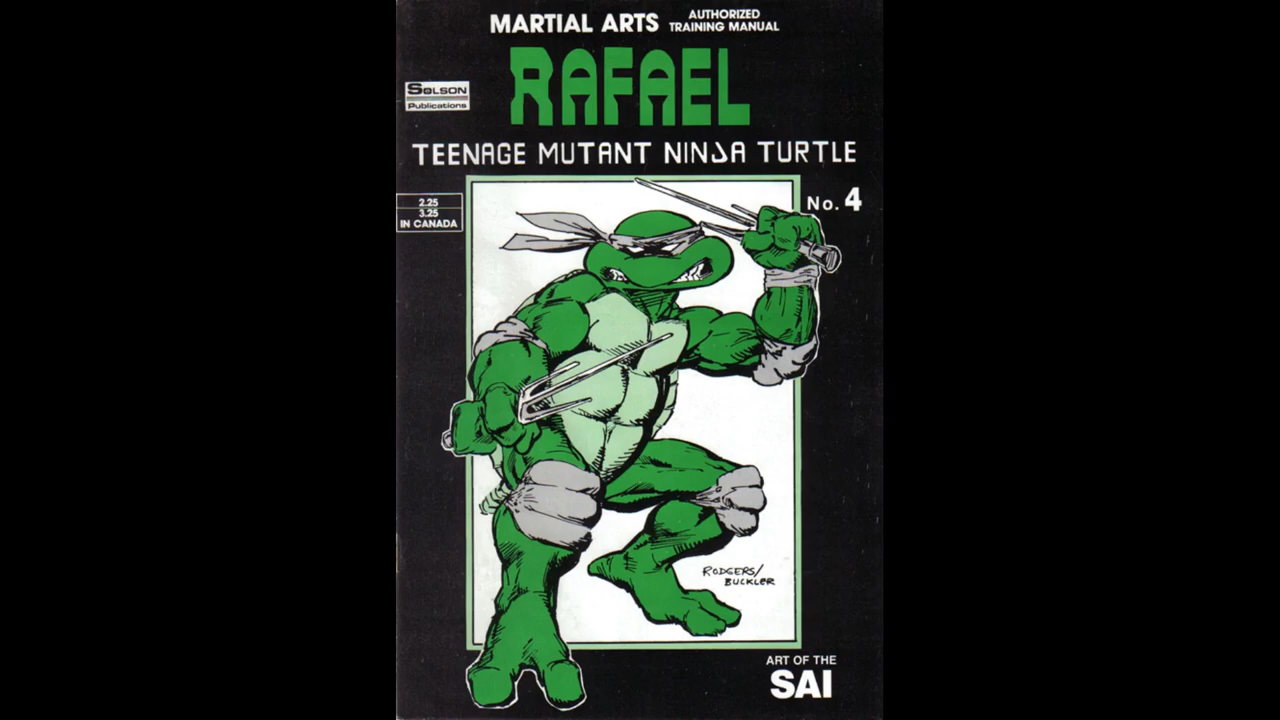 MARTIAL ARTS AUTHORIZED
TRAINING MANUAL
RAFAEL
SOLSON
Publications
TEENAGE MUTANT NINJA TURTLE
2.25
3.25
IN CANADA
No. 4
RODGERS/
BUCKLER
ART OF THE
SAI